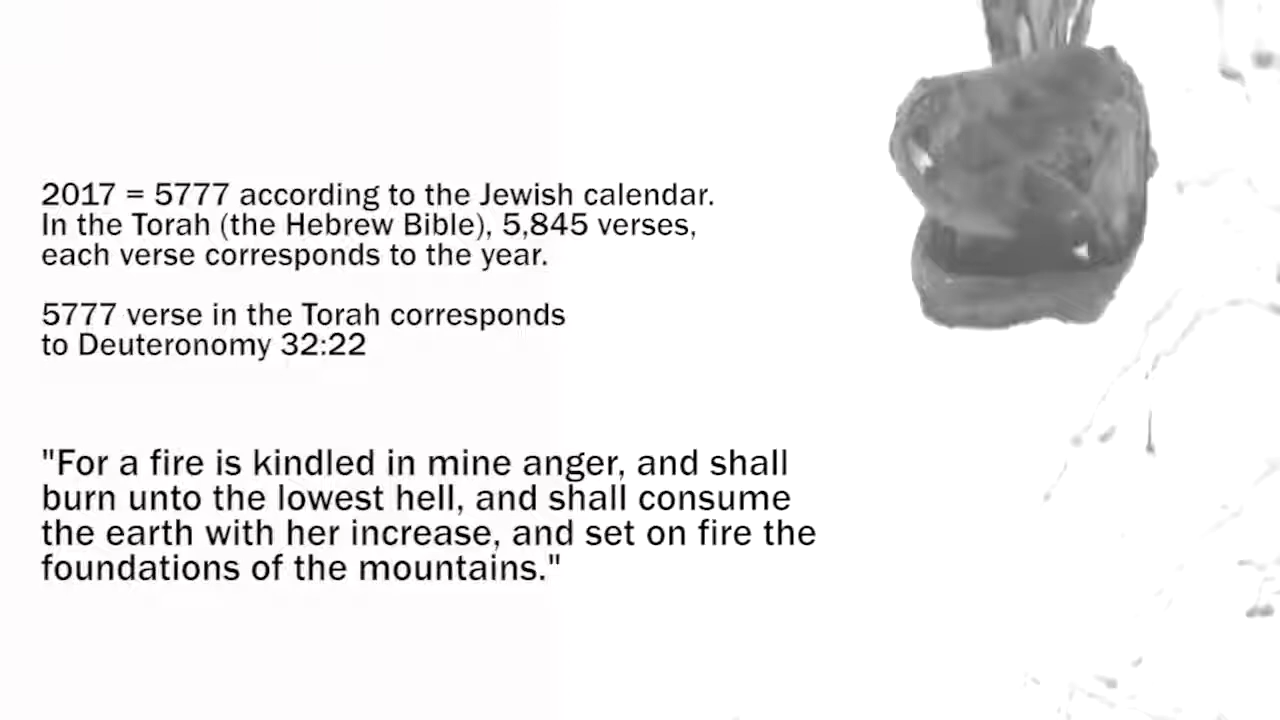 2017 = 5777 according to the Jewish calendar.
In the Torah (the Hebrew Bible), 5,845 verses,
each verse corresponds to the year.
5777 verse in the Torah corresponds
to Deuteronomy 32:22
"For a fire is kindled in mine anger, and shall
burn unto the lowest hell, and shall consume
the earth with her increase, and set on fire the
foundations of the mountains."